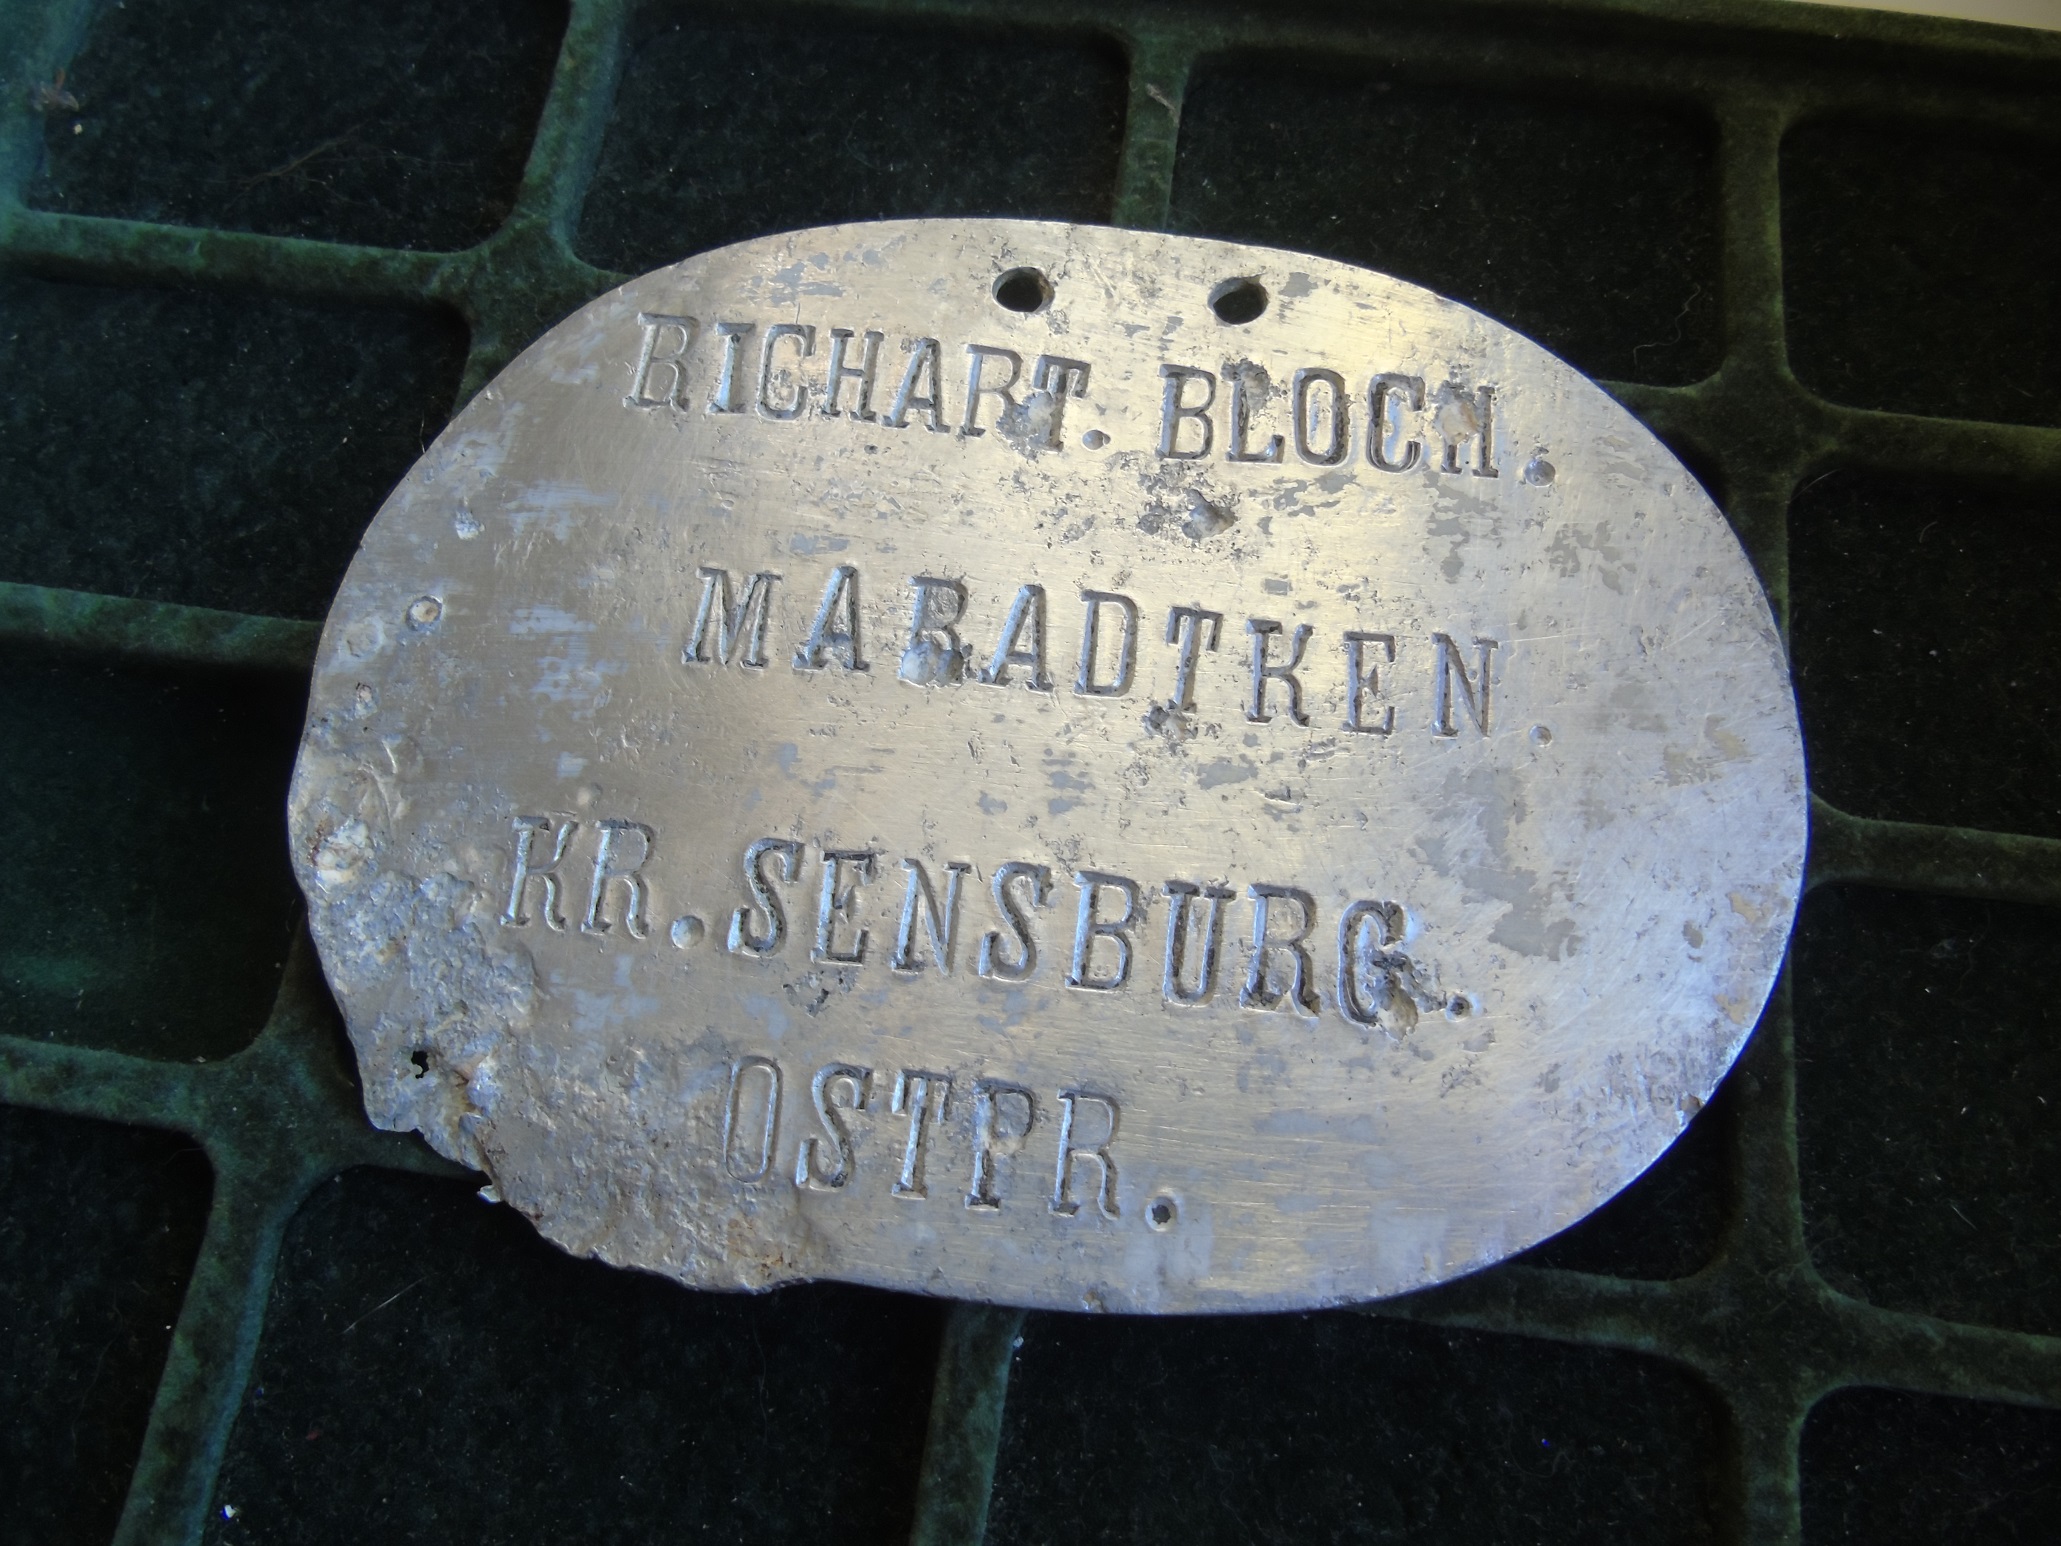 RICHART. BLOCH.
MARADTKEN.
KR. SENSBURG.
OSTPR.